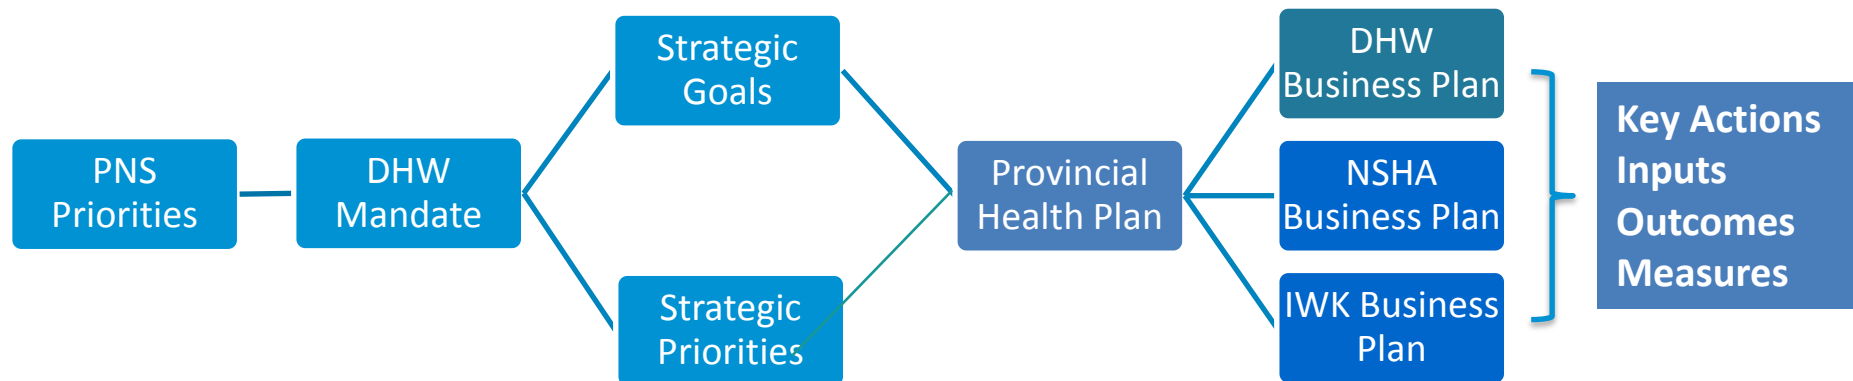 PNS
Priorities
DHW
Mandate
Strategic
Goals
Strategic
Priorities
Provincial
Health Plan
DHW
Business Plan
NSHA
Business Plan
IWK Business
Plan
Key Actions
Inputs
Outcomes
Measures